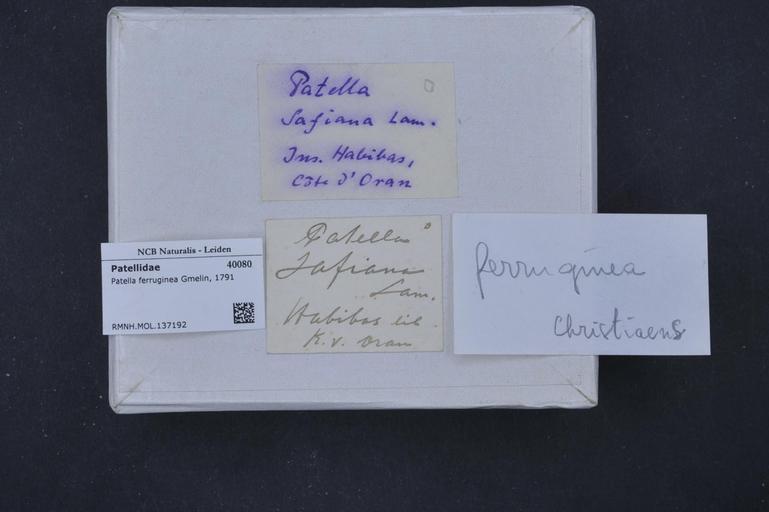 Patella
Safiana Lam.
Ins. Habibas,
Côte d'Oran
NCB Naturalis - Leiden
Patellidae 40080
Patella ferruginea Gmelin, 1791
RMNH.MOL.137192
Patella
Safiana
Lam.
Habibas eil.
K. v. Oran
ferruginea
Christiaens